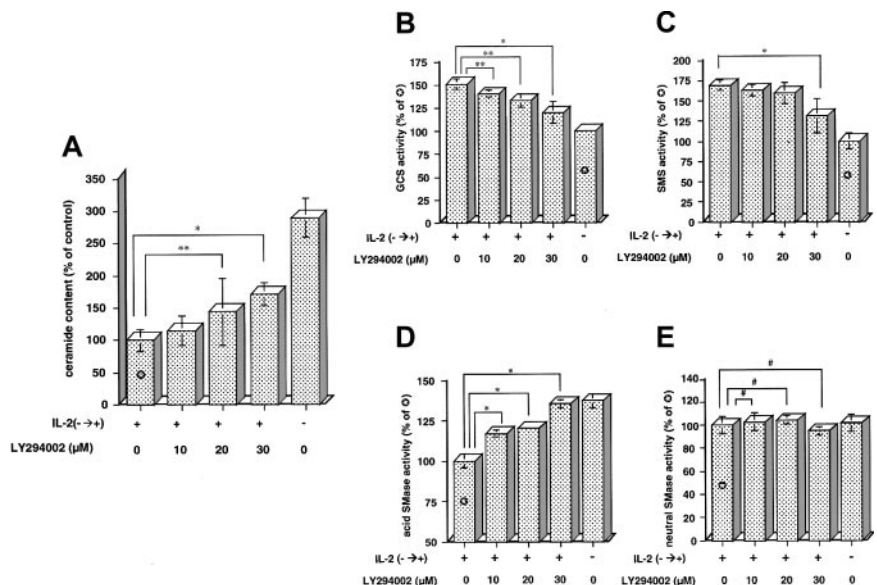 A
ceramide content (% of control)
350
300
250
200
150
100
50
0
*
**
IL-2(- →+) + + + + -
LY294002 (µM) 0 10 20 30 0
B
GCS activity (% of ✪)
175
150
125
100
75
50
25
0
*
**
**
IL-2 (- →+) + + + + -
LY294002 (µM) 0 10 20 30 0
C
SMS activity (% of ✪)
200
175
150
125
100
75
50
25
0
*
IL-2 (- →+) + + + + -
LY294002 (µM) 0 10 20 30 0
D
acid SMase activity (% of ✪)
150
125
100
75
50
*
*
*
IL-2 (- →+) + + + + -
LY294002 (µM) 0 10 20 30 0
E
neutral SMase activity (% of ✪)
140
120
100
80
60
40
20
0
#
#
#
IL-2 (- →+) + + + + -
LY294002 (µM) 0 10 20 30 0